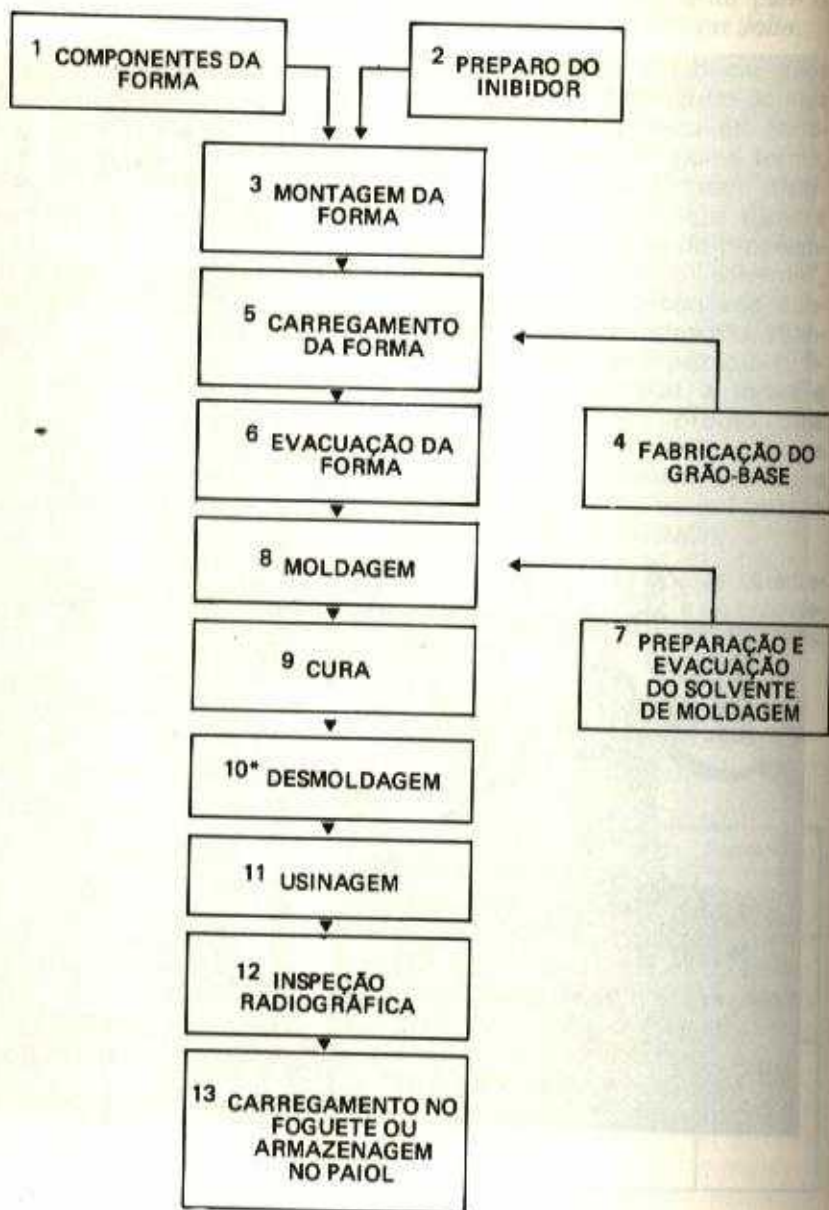 1 COMPONENTES DA
FORMA
2 PREPARO DO
INIBIDOR
3 MONTAGEM DA
FORMA
5 CARREGAMENTO
DA FORMA
6 EVACUAÇÃO DA
FORMA
4 FABRICAÇÃO DO
GRÃO-BASE
8 MOLDAGEM
7 PREPARAÇÃO E
EVACUAÇÃO
DO SOLVENTE
DE MOLDAGEM
9 CURA
10* DESMOLDAGEM
11 USINAGEM
12 INSPEÇÃO
RADIOGRÁFICA
13 CARREGAMENTO NO
FOGUETE OU
ARMAZENAGEM
NO PAIOL